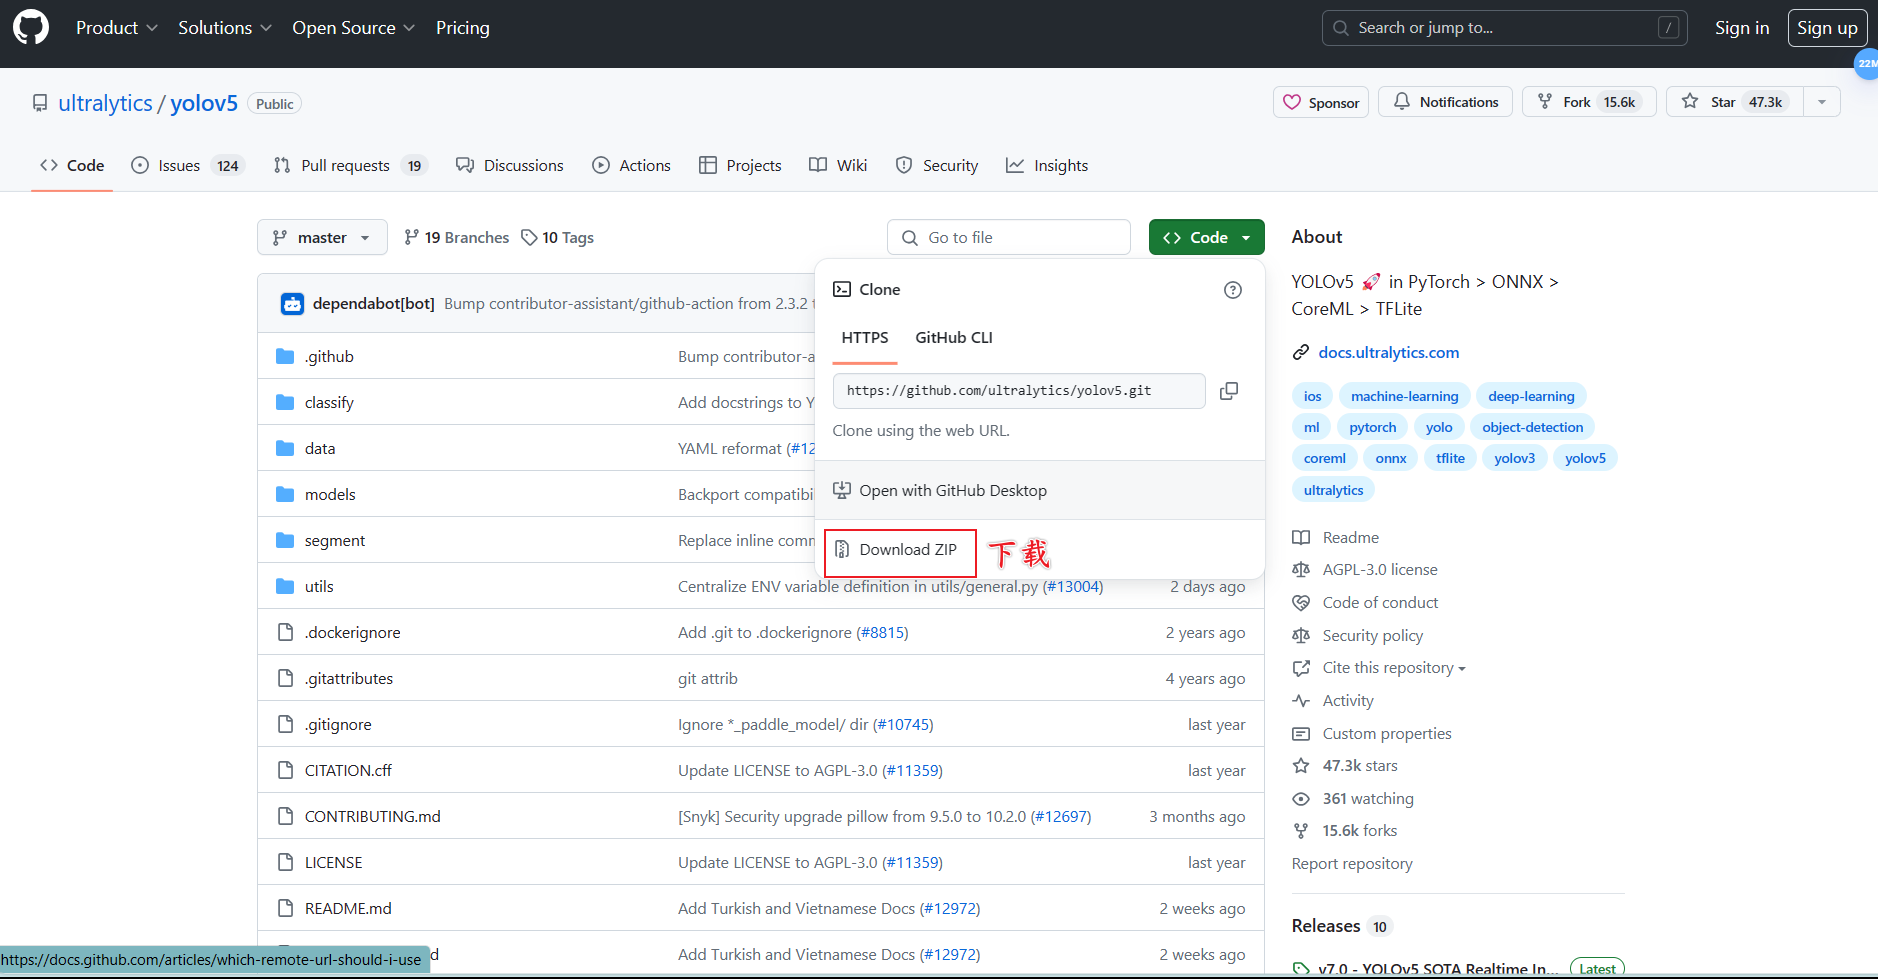 Product Solutions Open Source Pricing Search or jump to... / Sign in Sign up
22M
ultralytics / yolov5 Public Sponsor Notifications Fork 15.6k Star 47.3k
Code Issues 124 Pull requests 19 Discussions Actions Projects Wiki Security Insights
master 19 Branches 10 Tags Go to file Code
dependabot[bot] Bump contributor-assistant/github-action from 2.3.2
.github Bump contributor-a
classify Add docstrings to Y
data YAML reformat (#12
models Backport compatibi
segment Replace inline comm
utils Centralize ENV variable definition in utils/general.py (#13004) 2 days ago
.dockerignore Add .git to .dockerignore (#8815) 2 years ago
.gitattributes git attrib 4 years ago
.gitignore Ignore *_paddle_model/ dir (#10745) last year
CITATION.cff Update LICENSE to AGPL-3.0 (#11359) last year
CONTRIBUTING.md [Snyk] Security upgrade pillow from 9.5.0 to 10.2.0 (#12697) 3 months ago
LICENSE Update LICENSE to AGPL-3.0 (#11359) last year
README.md Add Turkish and Vietnamese Docs (#12972) 2 weeks ago
d Add Turkish and Vietnamese Docs (#12972) 2 weeks ago
Clone
HTTPS GitHub CLI
https://github.com/ultralytics/yolov5.git
Clone using the web URL.
Open with GitHub Desktop
Download ZIP 下载
About
YOLOv5 🚀 in PyTorch > ONNX >
CoreML > TFLite
docs.ultralytics.com
ios machine-learning deep-learning
ml pytorch yolo object-detection
coreml onnx tflite yolov3 yolov5
ultralytics
Readme
AGPL-3.0 license
Code of conduct
Security policy
Cite this repository
Activity
Custom properties
47.3k stars
361 watching
15.6k forks
Report repository
Releases 10
v7.0 - YOLOv5 SOTA Realtime In... Latest
https://docs.github.com/articles/which-remote-url-should-i-use